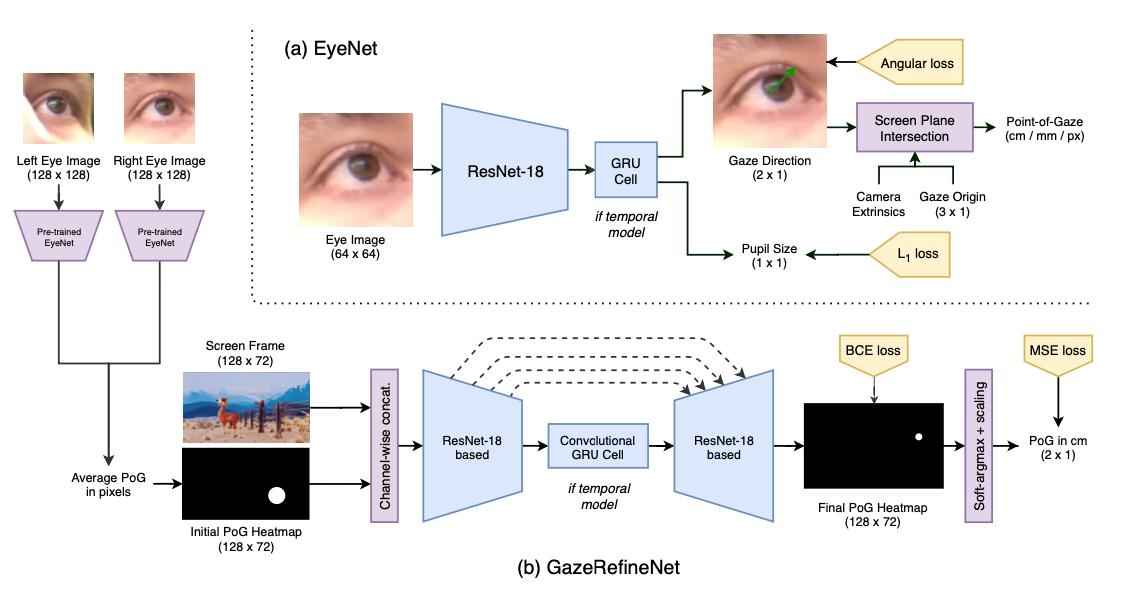 (a) EyeNet
Left Eye Image
(128 x 128)
Right Eye Image
(128 x 128)
Pre-trained
EyeNet
Pre-trained
EyeNet
Eye Image
(64 x 64)
ResNet-18
GRU
Cell
if temporal
model
Gaze Direction
(2 x 1)
Angular loss
Screen Plane
Intersection
Point-of-Gaze
(cm / mm / px)
Camera
Extrinsics
Gaze Origin
(3 x 1)
Pupil Size
(1 x 1)
L1 loss
Average PoG
in pixels
Screen Frame
(128 x 72)
Initial PoG Heatmap
(128 x 72)
Channel-wise concat.
ResNet-18
based
Convolutional
GRU Cell
if temporal
model
ResNet-18
based
BCE loss
Final PoG Heatmap
(128 x 72)
Soft-argmax + scaling
MSE loss
PoG in cm
(2 x 1)
(b) GazeRefineNet